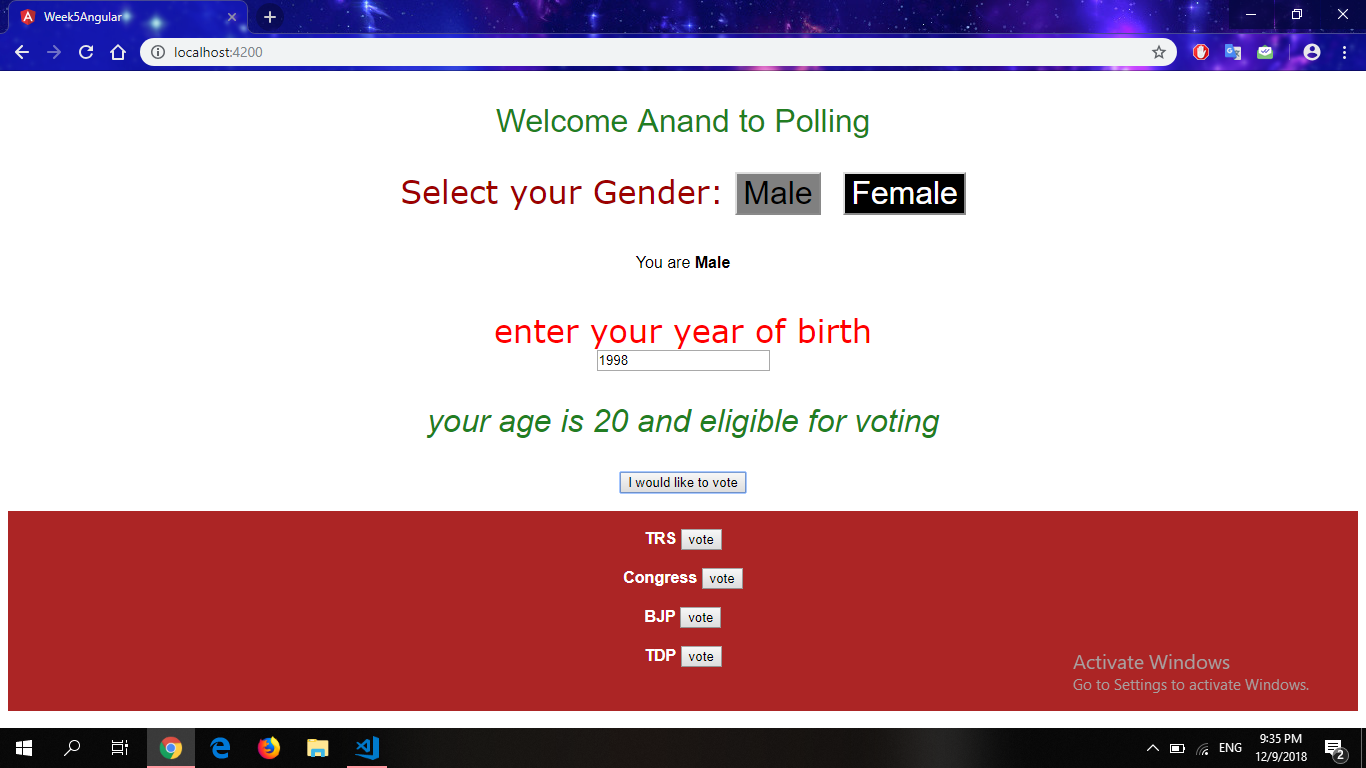 Week5Angular
localhost:4200
Welcome Anand to Polling
Select your Gender: Male Female
You are Male
enter your year of birth
1998
your age is 20 and eligible for voting
I would like to vote
TRS vote
Congress vote
BJP vote
TDP vote
Activate Windows
Go to Settings to activate Windows.
ENG
9:35 PM
12/9/2018
2